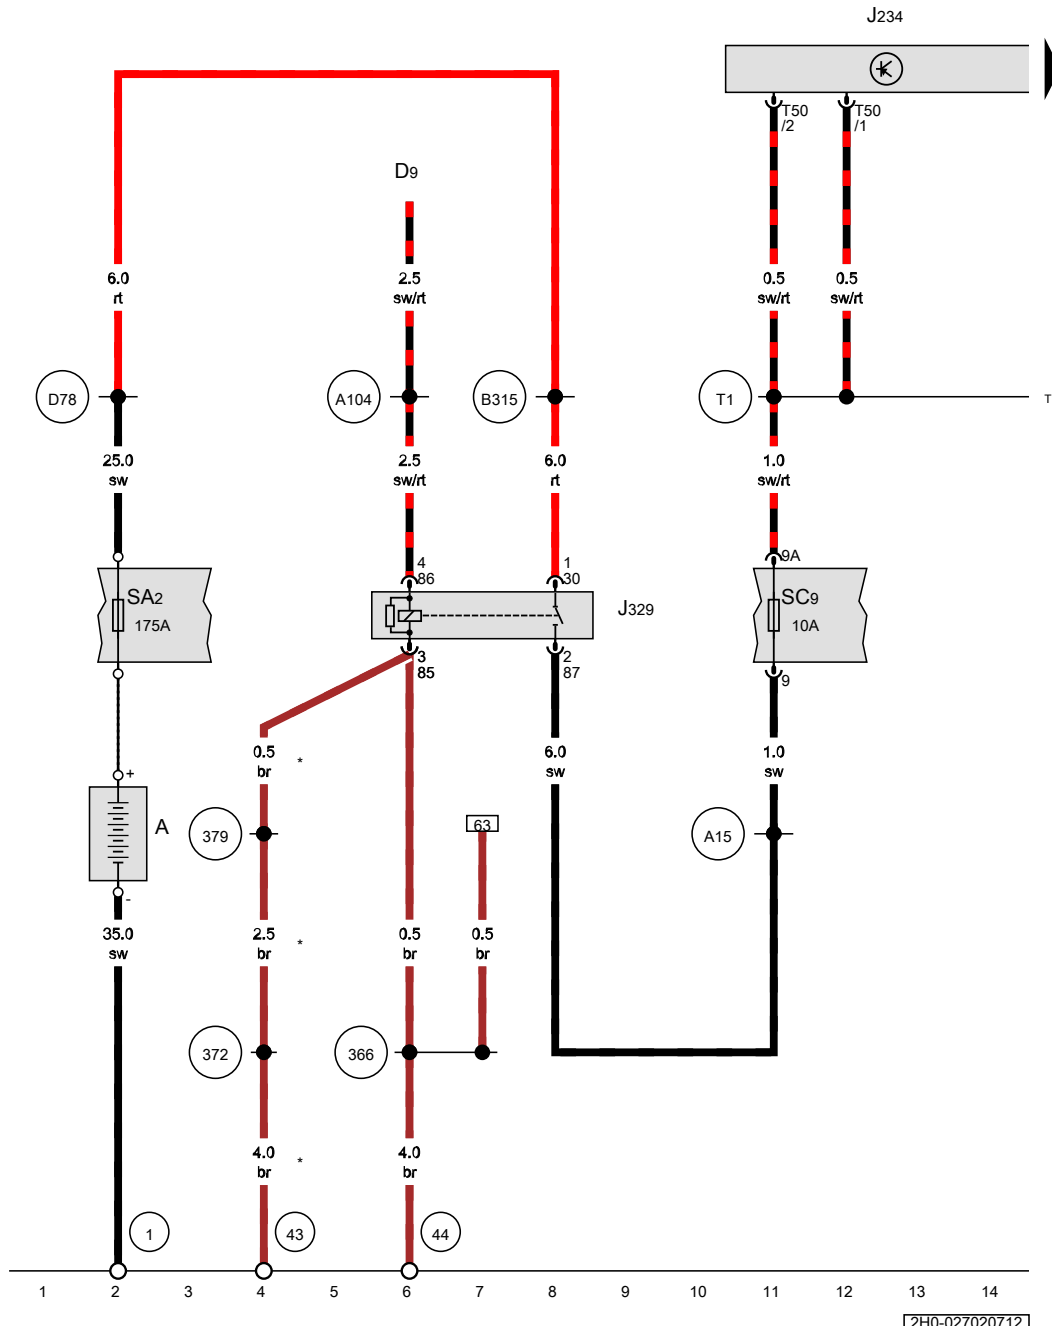 J234
T50
/2
T50
/1
D9
6.0
rt
2.5
sw/rt
0.5
sw/rt
0.5
sw/rt
D78
A104
B315
T1
T
25.0
sw
2.5
sw/rt
6.0
rt
1.0
sw/rt
4
86
1
30
9A
SA2
175A
J329
SC9
10A
3
85
2
87
9
0.5
br
*
6.0
sw
1.0
sw
+
A
-
379
63
A15
35.0
sw
2.5
br
*
0.5
br
0.5
br
372
366
4.0
br
*
4.0
br
1
43
44
1 2 3 4 5 6 7 8 9 10 11 12 13 14
2H0-027020712